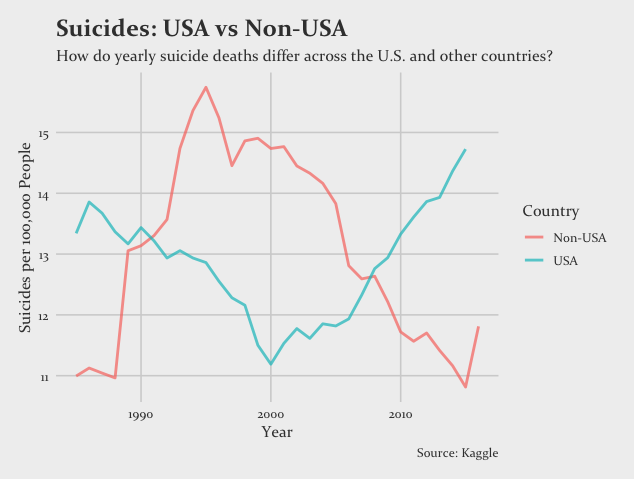 Suicides: USA vs Non-USA
How do yearly suicide deaths differ across the U.S. and other countries?
Suicides per 100,000 People
15
14
13
12
11
1990 2000 2010
Year
Country
Non-USA
USA
Source: Kaggle